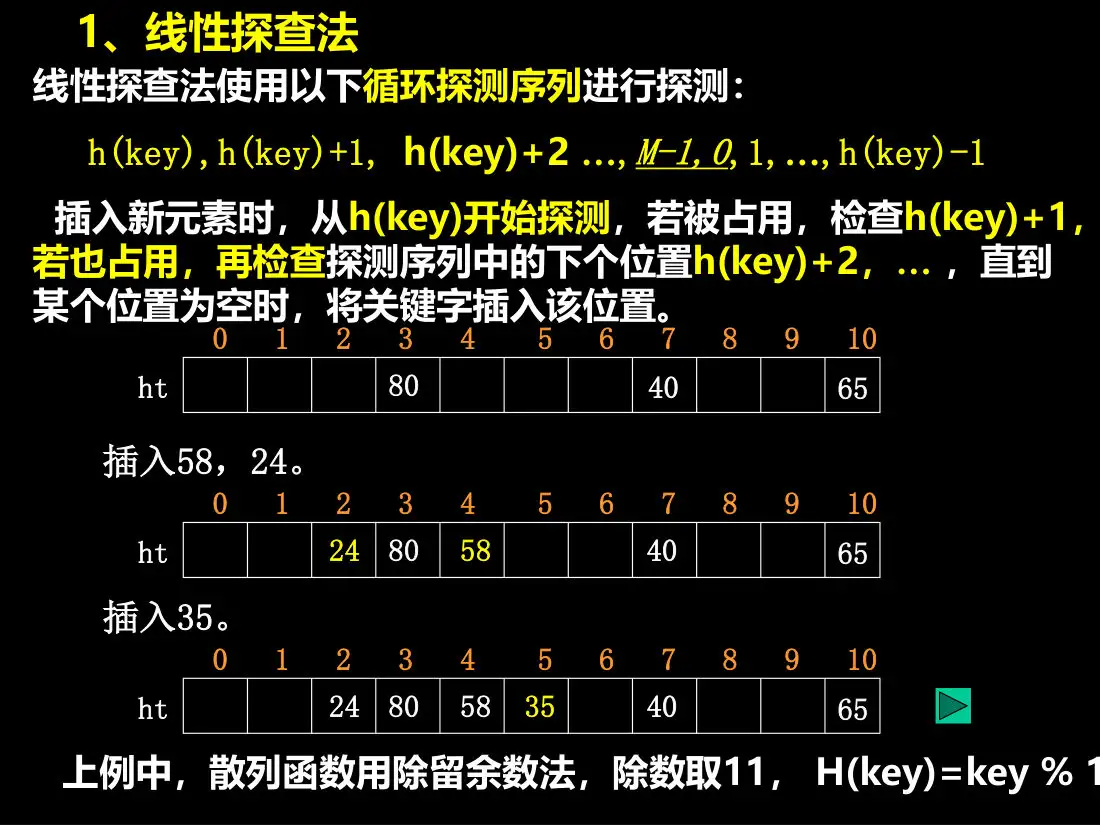 1、线性探查法
线性探查法使用以下循环探测序列进行探测：
h(key),h(key)+1, h(key)+2 …,M-1,0,1,…,h(key)-1
插入新元素时，从h(key)开始探测，若被占用，检查h(key)+1，
若也占用，再检查探测序列中的下个位置h(key)+2，… ，直到
某个位置为空时，将关键字插入该位置。
0 1 2 3 4 5 6 7 8 9 10
ht 80 40 65
插入58，24。
0 1 2 3 4 5 6 7 8 9 10
ht 24 80 58 40 65
插入35。
0 1 2 3 4 5 6 7 8 9 10
ht 24 80 58 35 40 65
上例中，散列函数用除留余数法，除数取11， H(key)=key % 1